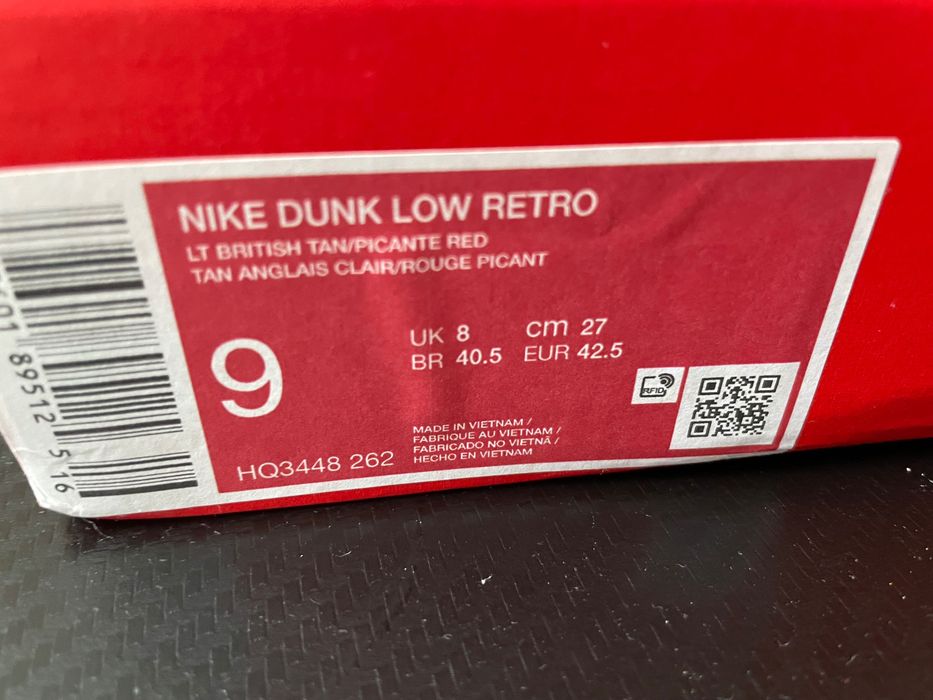 NIKE DUNK LOW RETRO
LT BRITISH TAN/PICANTE RED
TAN ANGLAIS CLAIR/ROUGE PICANT
9
UK 8 cm 27
BR 40.5 EUR 42.5
RFID
MADE IN VIETNAM /
FABRIQUE AU VIETNAM /
FABRICADO NO VIETNÃ /
HECHO EN VIETNAM
HQ3448 262
89512 516